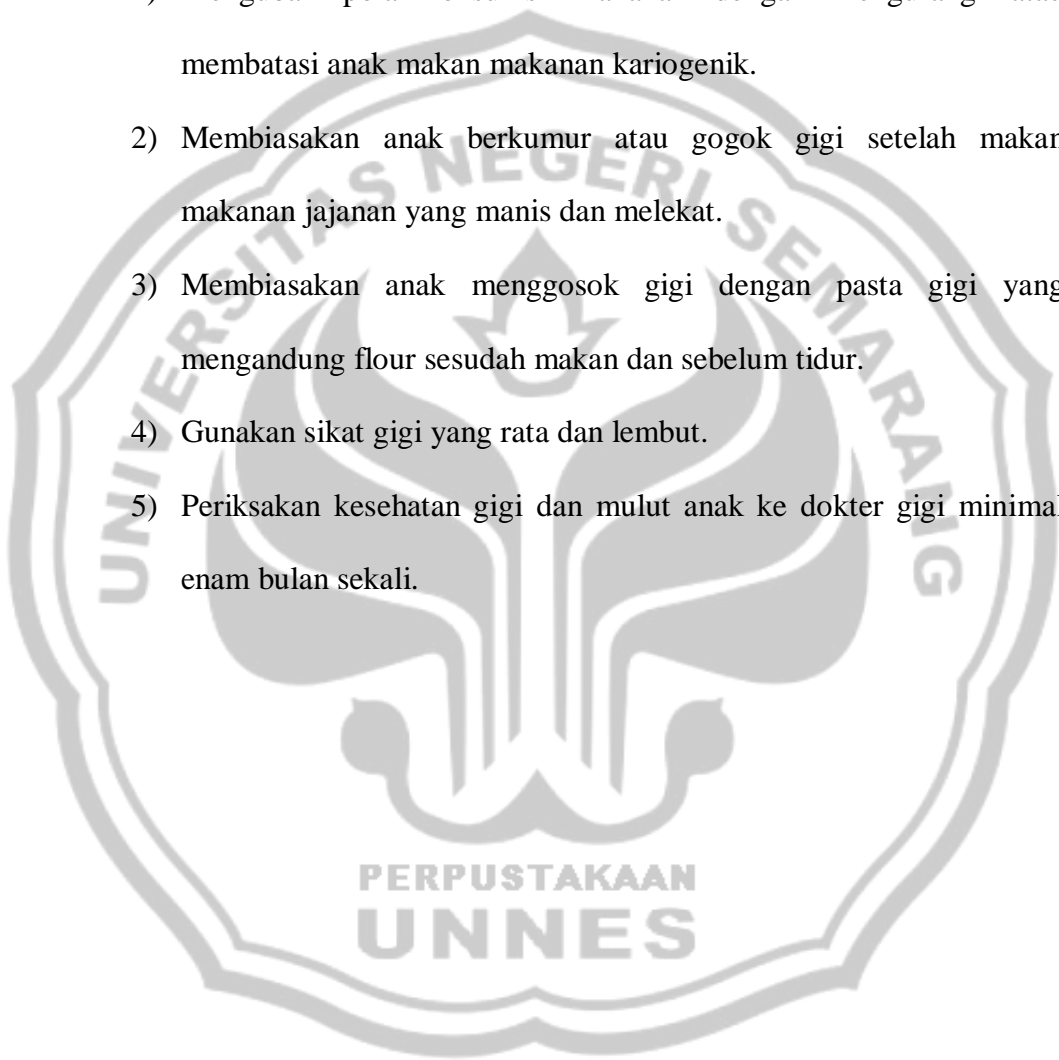 membatasi anak makan makanan kariogenik.
2) Membiasakan anak berkumur atau gogok gigi setelah makan
makanan jajanan yang manis dan melekat.
3) Membiasakan anak menggosok gigi dengan pasta gigi yang
mengandung flour sesudah makan dan sebelum tidur.
4) Gunakan sikat gigi yang rata dan lembut.
5) Periksakan kesehatan gigi dan mulut anak ke dokter gigi minimal
enam bulan sekali.
UNIVERSITAS NEGERI SEMARANG
PERPUSTAKAAN
UNNES